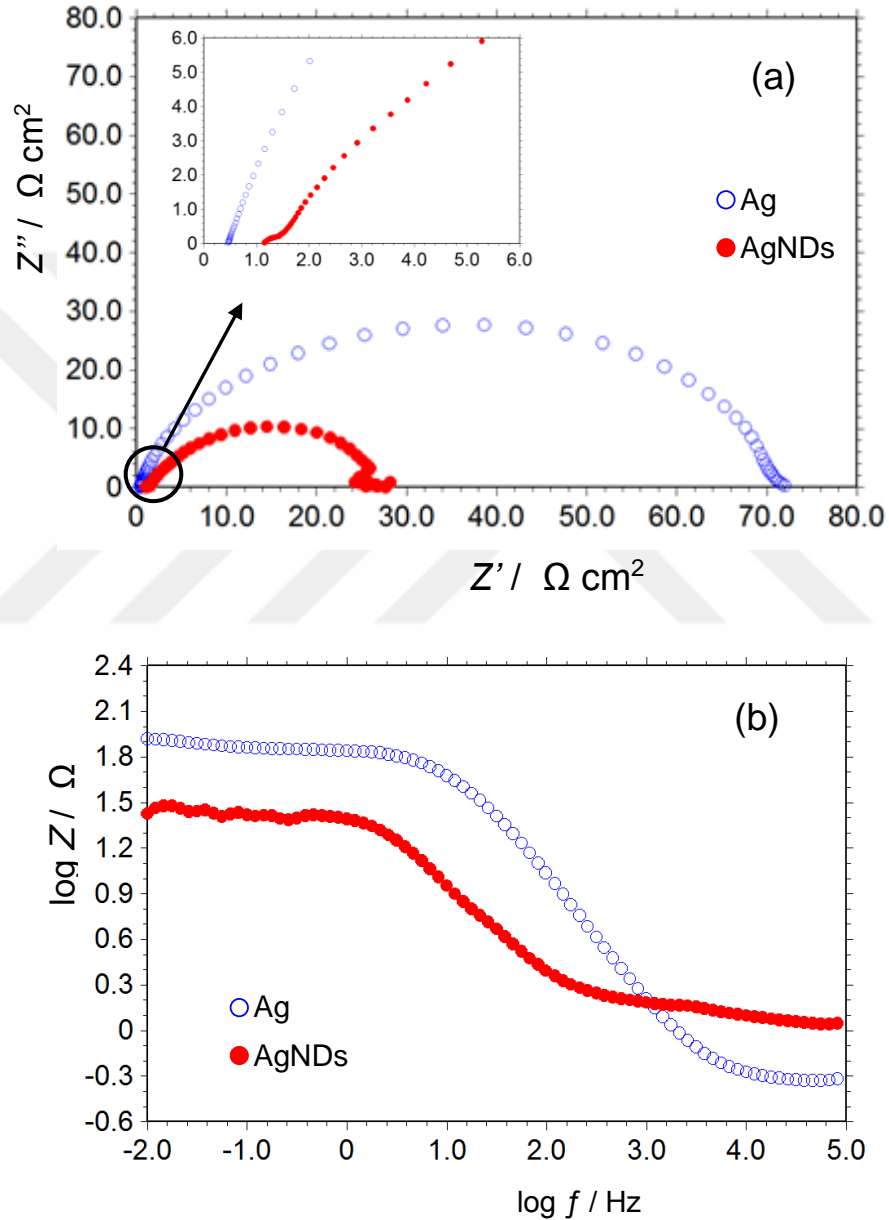 80.0
70.0
60.0
50.0
40.0
30.0
20.0
10.0
0
Z″ / Ω cm2
6.0
5.0
4.0
3.0
2.0
1.0
0
0 1.0 2.0 3.0 4.0 5.0 6.0
(a)
Ag
AgNDs
0 10.0 20.0 30.0 40.0 50.0 60.0 70.0 80.0
Z’ / Ω cm2
2.4
2.1
1.8
1.5
1.2
0.9
0.6
0.3
0
-0.3
-0.6
log Z / Ω
(b)
Ag
AgNDs
-2.0 -1.0 0 1.0 2.0 3.0 4.0 5.0
log f / Hz